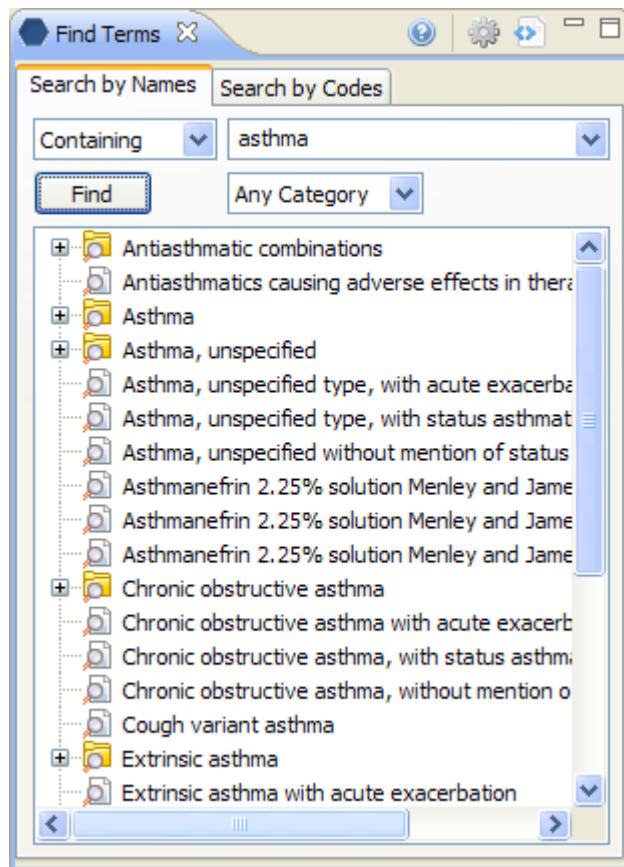 Find Terms
Search by Names Search by Codes
Containing asthma
Find Any Category
Antiasthmatic combinations
Antiasthmatics causing adverse effects in thera
Asthma
Asthma, unspecified
Asthma, unspecified type, with acute exacerba
Asthma, unspecified type, with status asthmat
Asthma, unspecified without mention of status
Asthmanefrin 2.25% solution Menley and Jame
Asthmanefrin 2.25% solution Menley and Jame
Asthmanefrin 2.25% solution Menley and Jame
Chronic obstructive asthma
Chronic obstructive asthma with acute exacerb
Chronic obstructive asthma, with status asthma
Chronic obstructive asthma, without mention o
Cough variant asthma
Extrinsic asthma
Extrinsic asthma with acute exacerbation